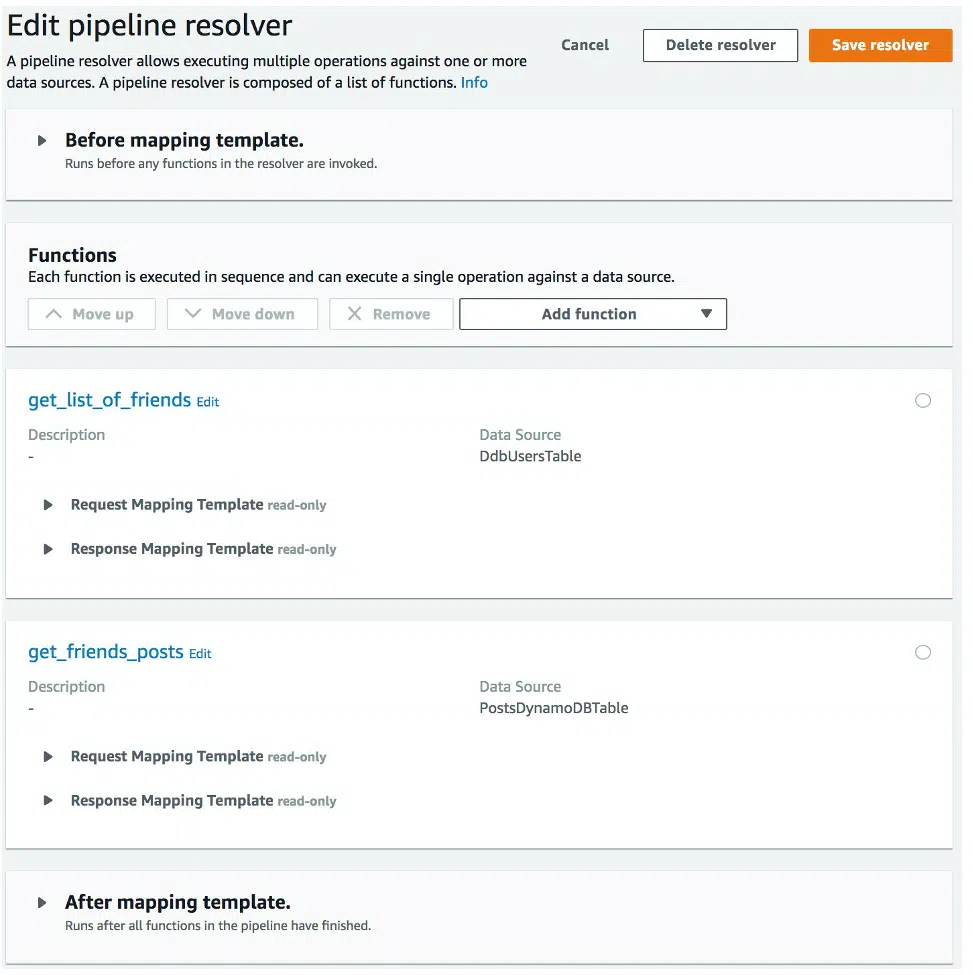 Edit pipeline resolver
Cancel
Delete resolver
Save resolver
A pipeline resolver allows executing multiple operations against one or more
data sources. A pipeline resolver is composed of a list of functions. Info
Before mapping template.
Runs before any functions in the resolver are invoked.
Functions
Each function is executed in sequence and can execute a single operation against a data source.
Move up
Move down
Remove
Add function
get_list_of_friends Edit
Description
-
Data Source
DdbUsersTable
Request Mapping Template read-only
Response Mapping Template read-only
get_friends_posts Edit
Description
-
Data Source
PostsDynamoDBTable
Request Mapping Template read-only
Response Mapping Template read-only
After mapping template.
Runs after all functions in the pipeline have finished.